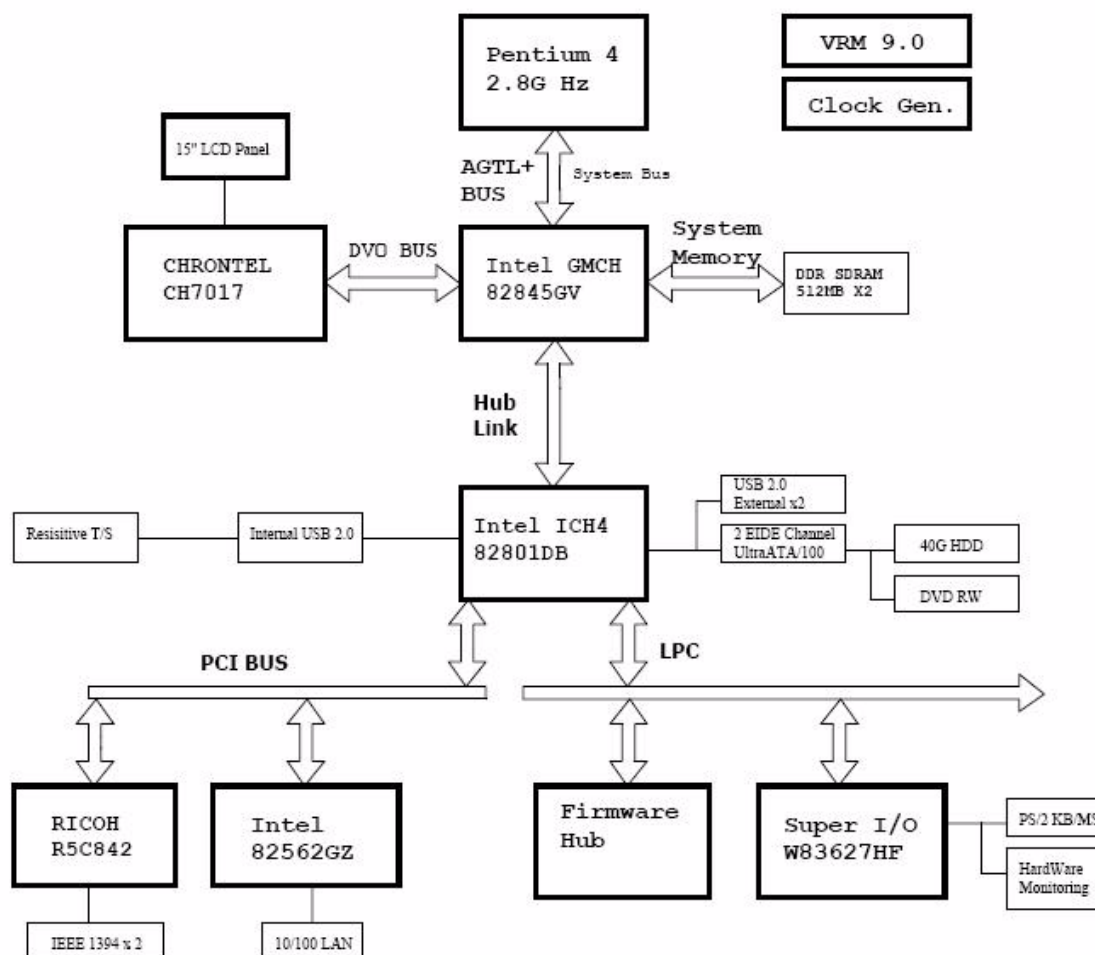 Pentium 4
2.8G Hz
VRM 9.0
Clock Gen.
15" LCD Panel
AGTL+
BUS
System Bus
CHRONTEL
CH7017
DVO BUS
Intel GMCH
82845GV
System
Memory
DDR SDRAM
512MB X2
Hub
Link
Resisitive T/S
Internal USB 2.0
Intel ICH4
82801DB
USB 2.0
External x2
2 EIDE Channel
UltraATA/100
40G HDD
DVD RW
PCI BUS
LPC
RICOH
R5C842
Intel
82562GZ
Firmware
Hub
Super I/O
W83627HF
PS/2 KB/MS
HardWare
Monitoring
IEEE 1394 x 2
10/100 LAN